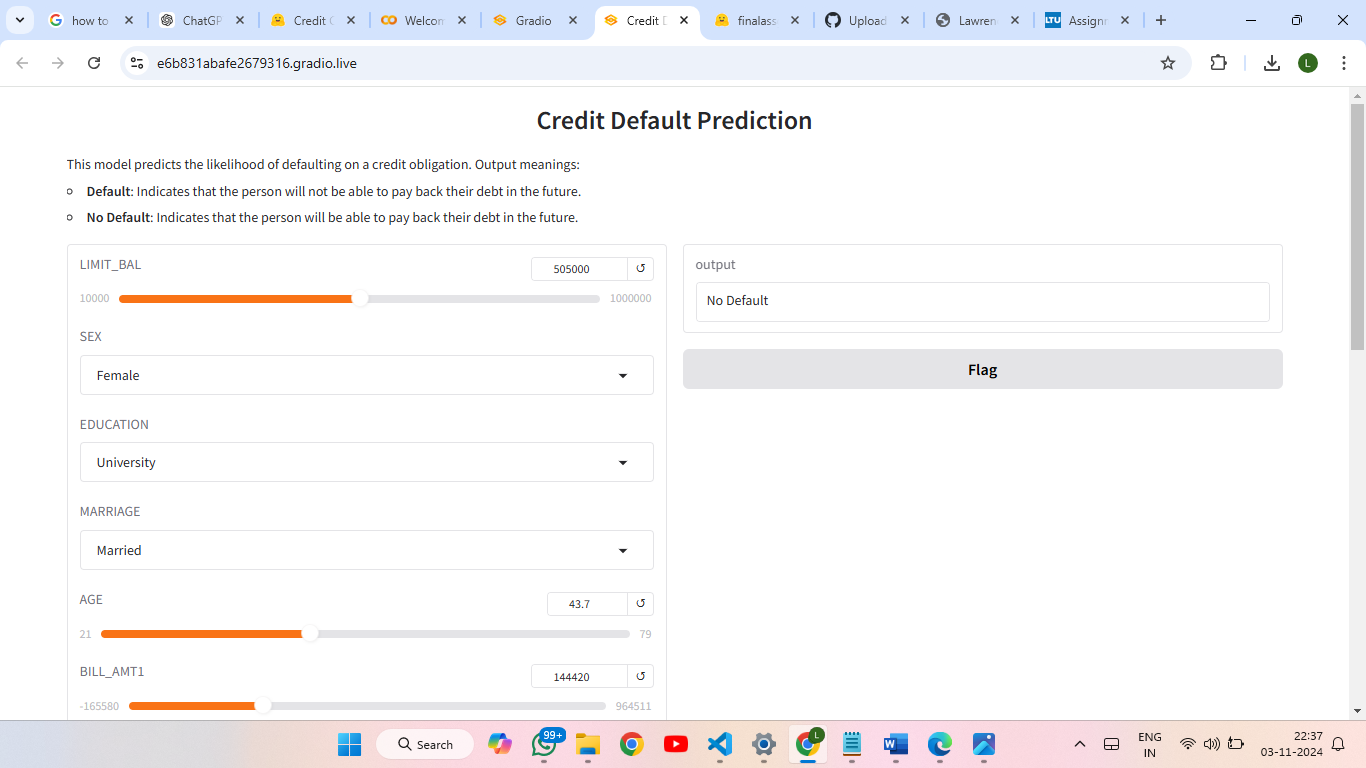 how to
ChatGP
Credit C
Welcom
Gradio
Credit D
finalass
Upload
Lawren
LTU
Assignm
e6b831abafe2679316.gradio.live
L
Credit Default Prediction
This model predicts the likelihood of defaulting on a credit obligation. Output meanings:
Default: Indicates that the person will not be able to pay back their debt in the future.
No Default: Indicates that the person will be able to pay back their debt in the future.
LIMIT_BAL
505000
10000
1000000
SEX
Female
EDUCATION
University
MARRIAGE
Married
AGE
43.7
21
79
BILL_AMT1
144420
-165580
964511
output
No Default
Flag
Search
99+
L
ENG
IN
22:37
03-11-2024